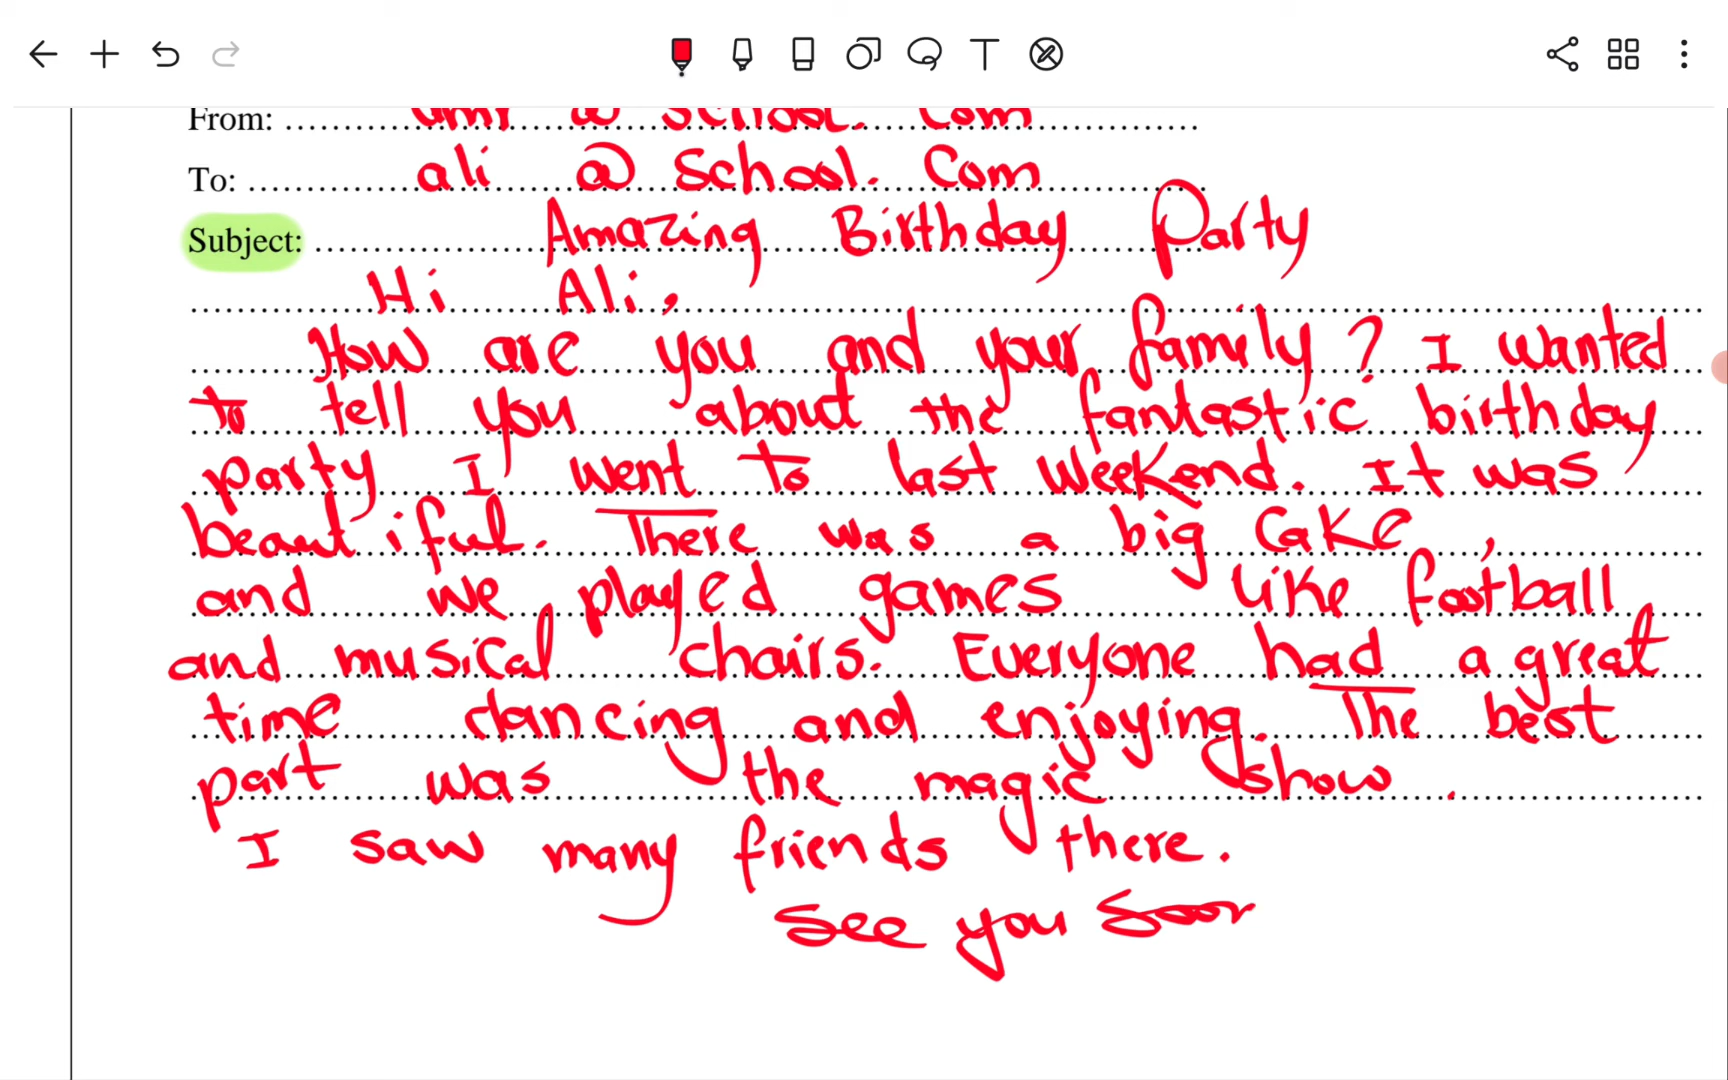 From: @ School. Com
To: ali @ School. Com
Subject: Amazing Birthday Party
Hi Ali,
How are you and your family? I wanted
to tell you about the fantastic birthday
party I went to last weekend. It was
beautiful. There was a big cake,
and we played games like football
and musical chairs. Everyone had a great
time dancing and enjoying. The best
part was the magic show.
I saw many friends there.
See you soon